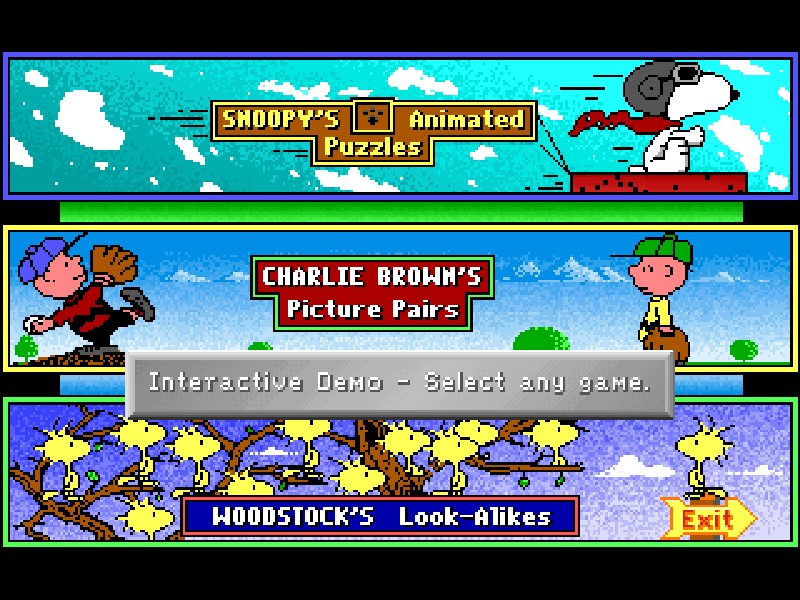 SNOOPY'S Animated
Puzzles
CHARLIE BROWN'S
Picture Pairs
Interactive Demo - Select any game.
WOODSTOCK'S Look-Alikes
Exit